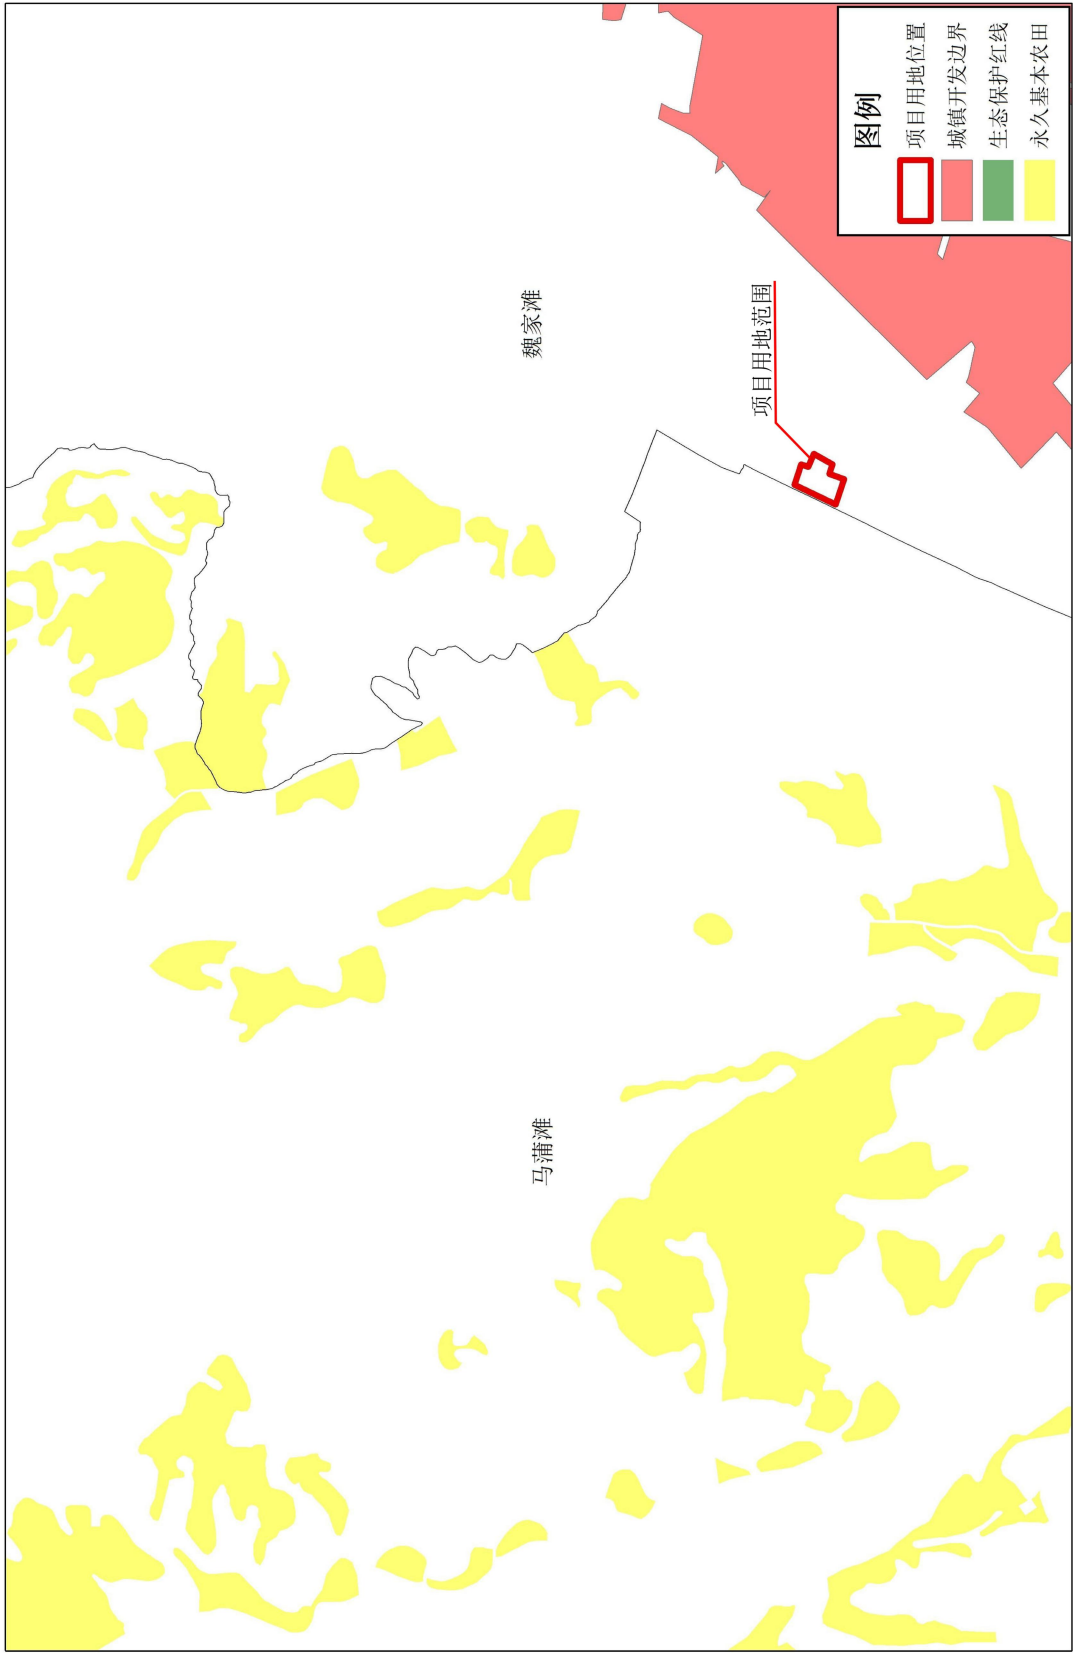 马蒲滩
魏家滩
项目用地范围
图例
项目用地位置
城镇开发边界
生态保护红线
永久基本农田